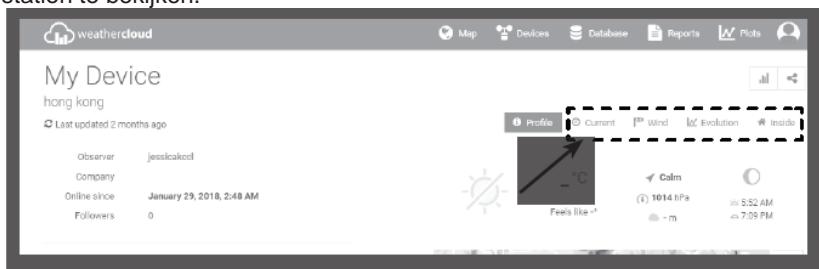 station te bekijken.
weathercloud
Map Devices Database Reports Plots
My Device
hong kong
Last updated 2 months ago
Profile Current Wind Evolution Inside
Observer jessicakccl
Company
Online since January 29, 2018, 2:48 AM
Followers 0
_ °C
Feels like -°
Calm
1014 hPa
- m
5:52 AM
7:09 PM